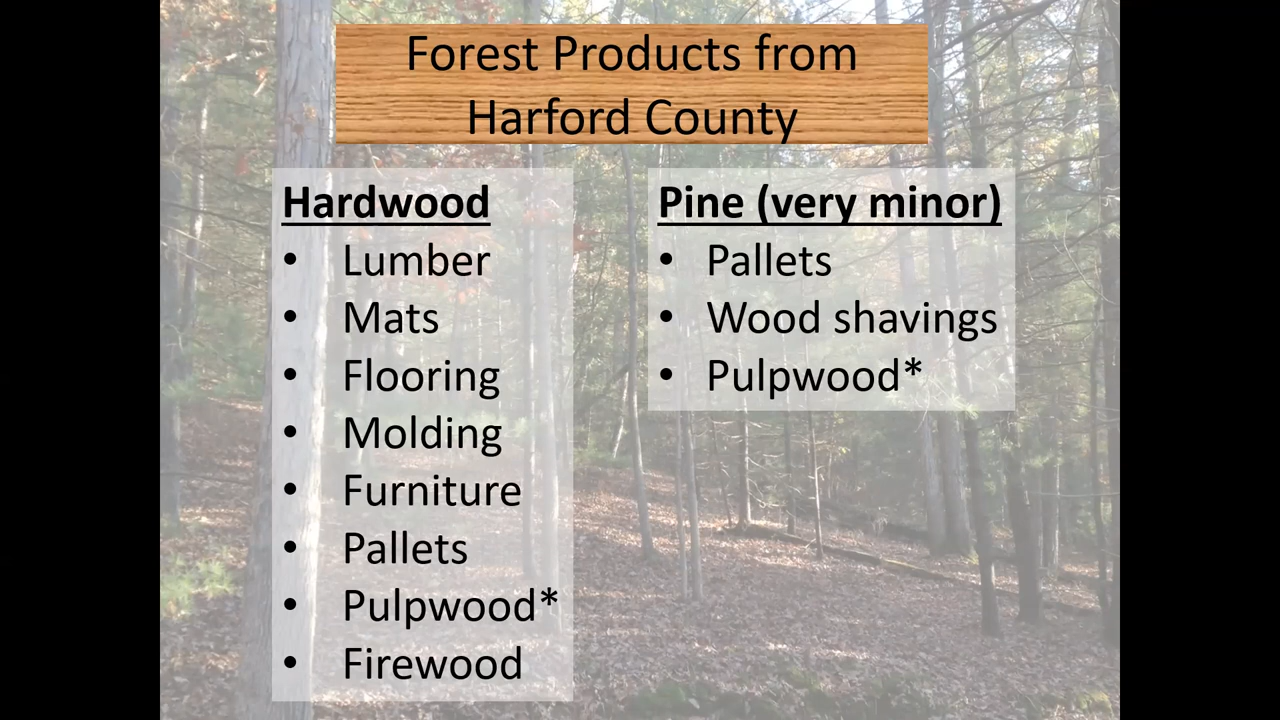 Forest Products from
Harford County
Hardwood
• Lumber
• Mats
• Flooring
• Molding
• Furniture
• Pallets
• Pulpwood*
• Firewood
Pine (very minor)
• Pallets
• Wood shavings
• Pulpwood*